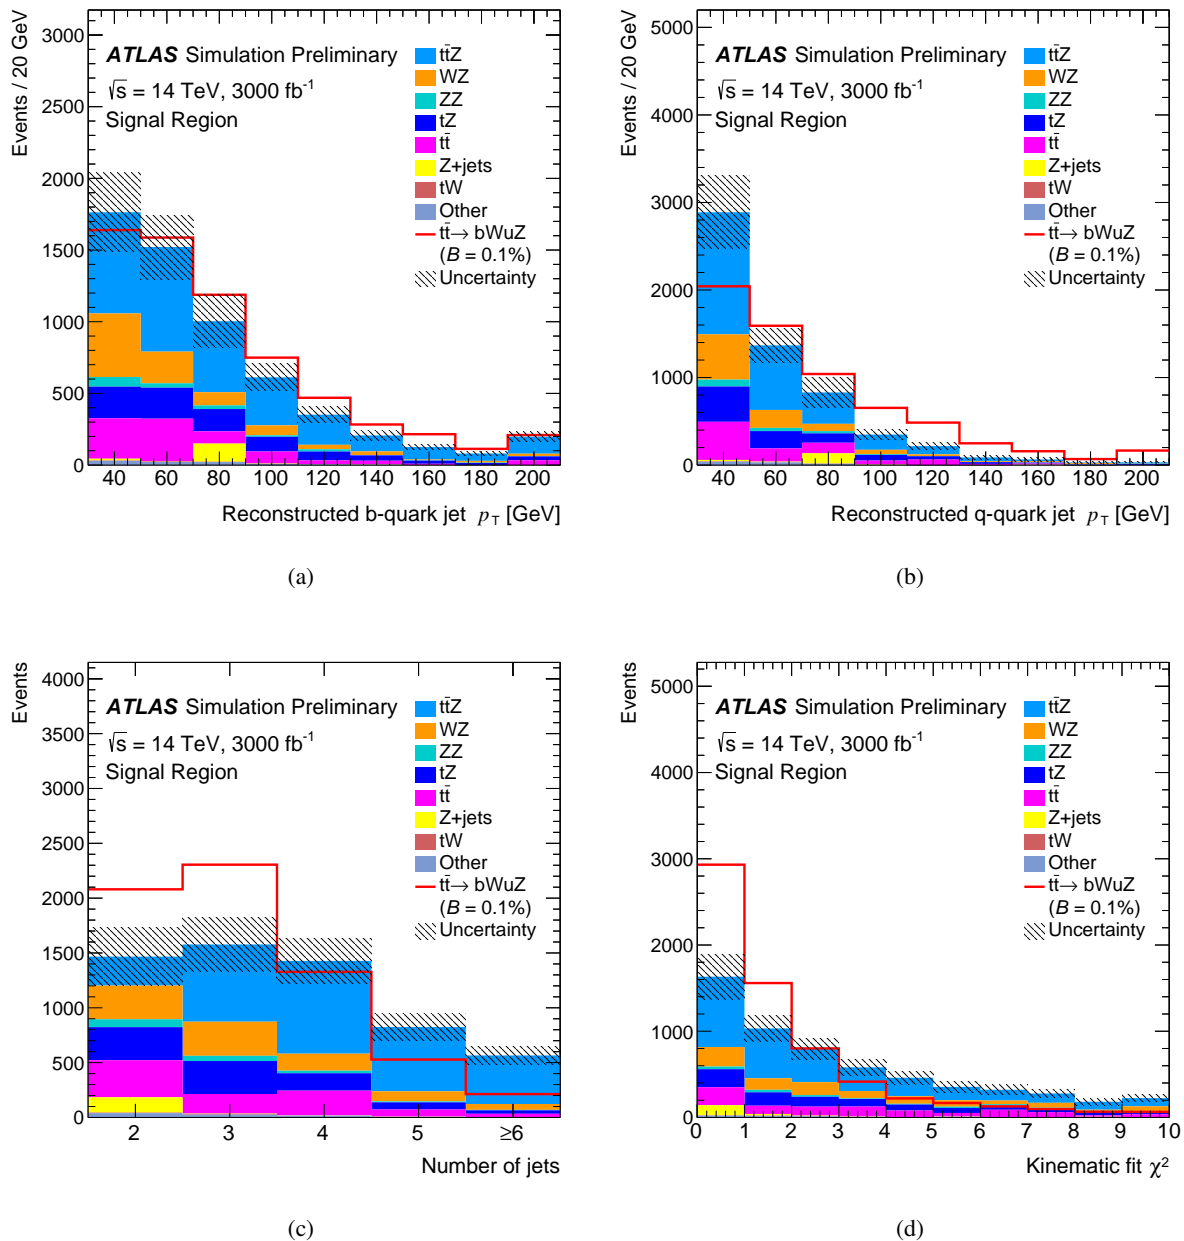 Events / 20 GeV
3000
2500
2000
1500
1000
500
0
ATLAS Simulation Preliminary
√s = 14 TeV, 3000 fb-1
Signal Region
tt̄Z
WZ
ZZ
tZ
tt̄
Z+jets
tW
Other
tt̄→ bWuZ
(B = 0.1%)
Uncertainty
40 60 80 100 120 140 160 180 200
Reconstructed b-quark jet pT [GeV]
(a)
Events / 20 GeV
5000
4000
3000
2000
1000
0
ATLAS Simulation Preliminary
√s = 14 TeV, 3000 fb-1
Signal Region
tt̄Z
WZ
ZZ
tZ
tt̄
Z+jets
tW
Other
tt̄→ bWuZ
(B = 0.1%)
Uncertainty
40 60 80 100 120 140 160 180 200
Reconstructed q-quark jet pT [GeV]
(b)
Events
4000
3500
3000
2500
2000
1500
1000
500
0
ATLAS Simulation Preliminary
√s = 14 TeV, 3000 fb-1
Signal Region
tt̄Z
WZ
ZZ
tZ
tt̄
Z+jets
tW
Other
tt̄→ bWuZ
(B = 0.1%)
Uncertainty
2 3 4 5 ≥6
Number of jets
(c)
Events
5000
4000
3000
2000
1000
0
ATLAS Simulation Preliminary
√s = 14 TeV, 3000 fb-1
Signal Region
tt̄Z
WZ
ZZ
tZ
tt̄
Z+jets
tW
Other
tt̄→ bWuZ
(B = 0.1%)
Uncertainty
0 1 2 3 4 5 6 7 8 9 10
Kinematic fit χ2
(d)